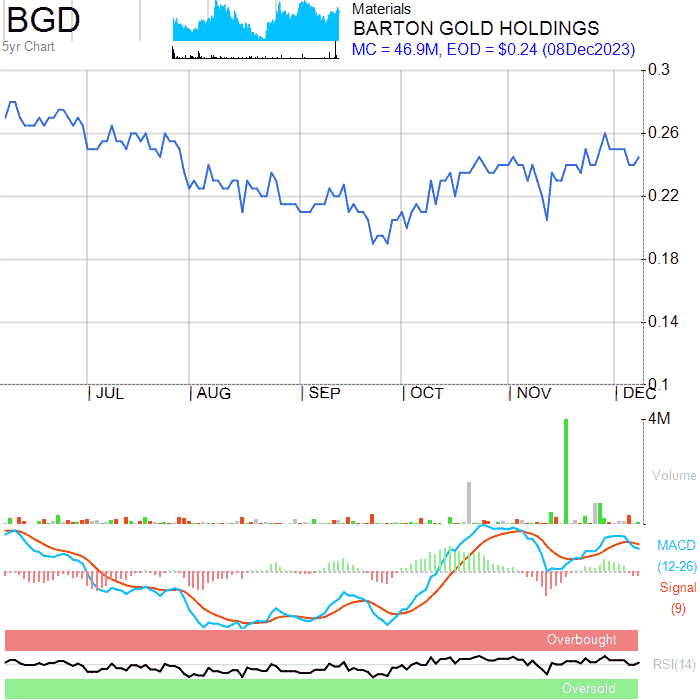 BGD
5yr Chart
Materials
BARTON GOLD HOLDINGS
MC = 46.9M, EOD = $0.24 (08Dec2023)
0.3
0.26
0.22
0.18
0.14
0.1
JUL AUG SEP OCT NOV DEC
4M
Volume
MACD
(12-26)
Signal
(9)
Overbought
RSI(14)
Oversold